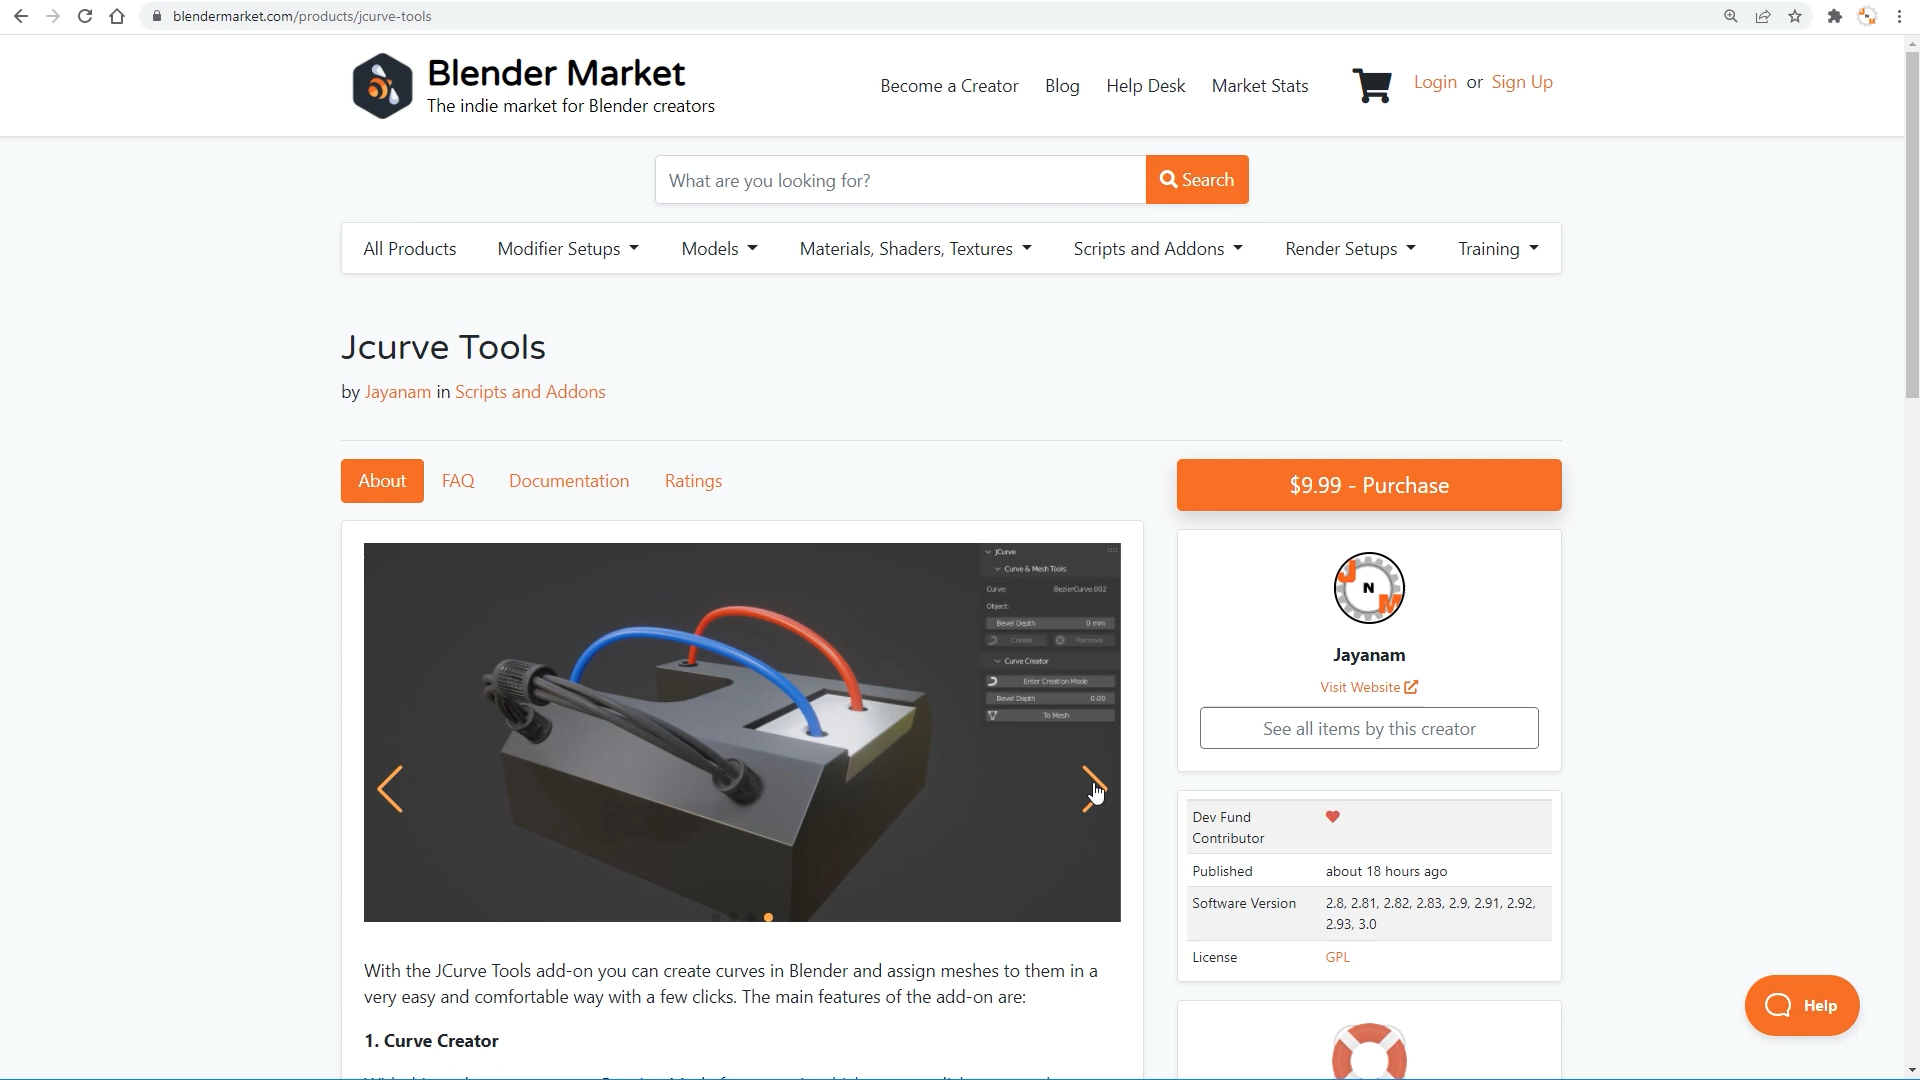 blendermarket.com/products/jcurve-tools
Blender Market
The indie market for Blender creators
Become a Creator
Blog
Help Desk
Market Stats
Login or Sign Up
What are you looking for?
Search
All Products
Modifier Setups
Models
Materials, Shaders, Textures
Scripts and Addons
Render Setups
Training
Jcurve Tools
by Jayanam in Scripts and Addons
About
FAQ
Documentation
Ratings
$9.99 - Purchase
JCurve
Curve & Mesh Tools
Curve: BezierCurve.002
Object:
Bevel Depth 0 mm
Create Remove
Curve Creator
Enter Creation Mode
Bevel Depth 0.00
To Mesh
J N M
Jayanam
Visit Website
See all items by this creator
Dev Fund
Contributor
Published about 18 hours ago
Software Version 2.8, 2.81, 2.82, 2.83, 2.9, 2.91, 2.92,
2.93, 3.0
License GPL
With the JCurve Tools add-on you can create curves in Blender and assign meshes to them in a
very easy and comfortable way with a few clicks. The main features of the add-on are:
1. Curve Creator
Help